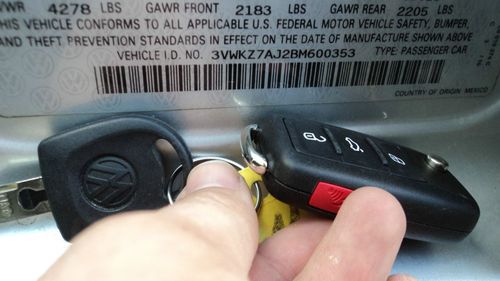 VWR 4278 LBS GAWR FRONT 2183 LBS GAWR REAR 2205 LBS
THIS VEHICLE CONFORMS TO ALL APPLICABLE U.S. FEDERAL MOTOR VEHICLE SAFETY, BUMPER,
AND THEFT PREVENTION STANDARDS IN EFFECT ON THE DATE OF MANUFACTURE SHOWN ABOVE
VEHICLE I.D. NO. 3VWKZ7AJ2BM600353 TYPE: PASSENGER CAR
COUNTRY OF ORIGIN MEXICO